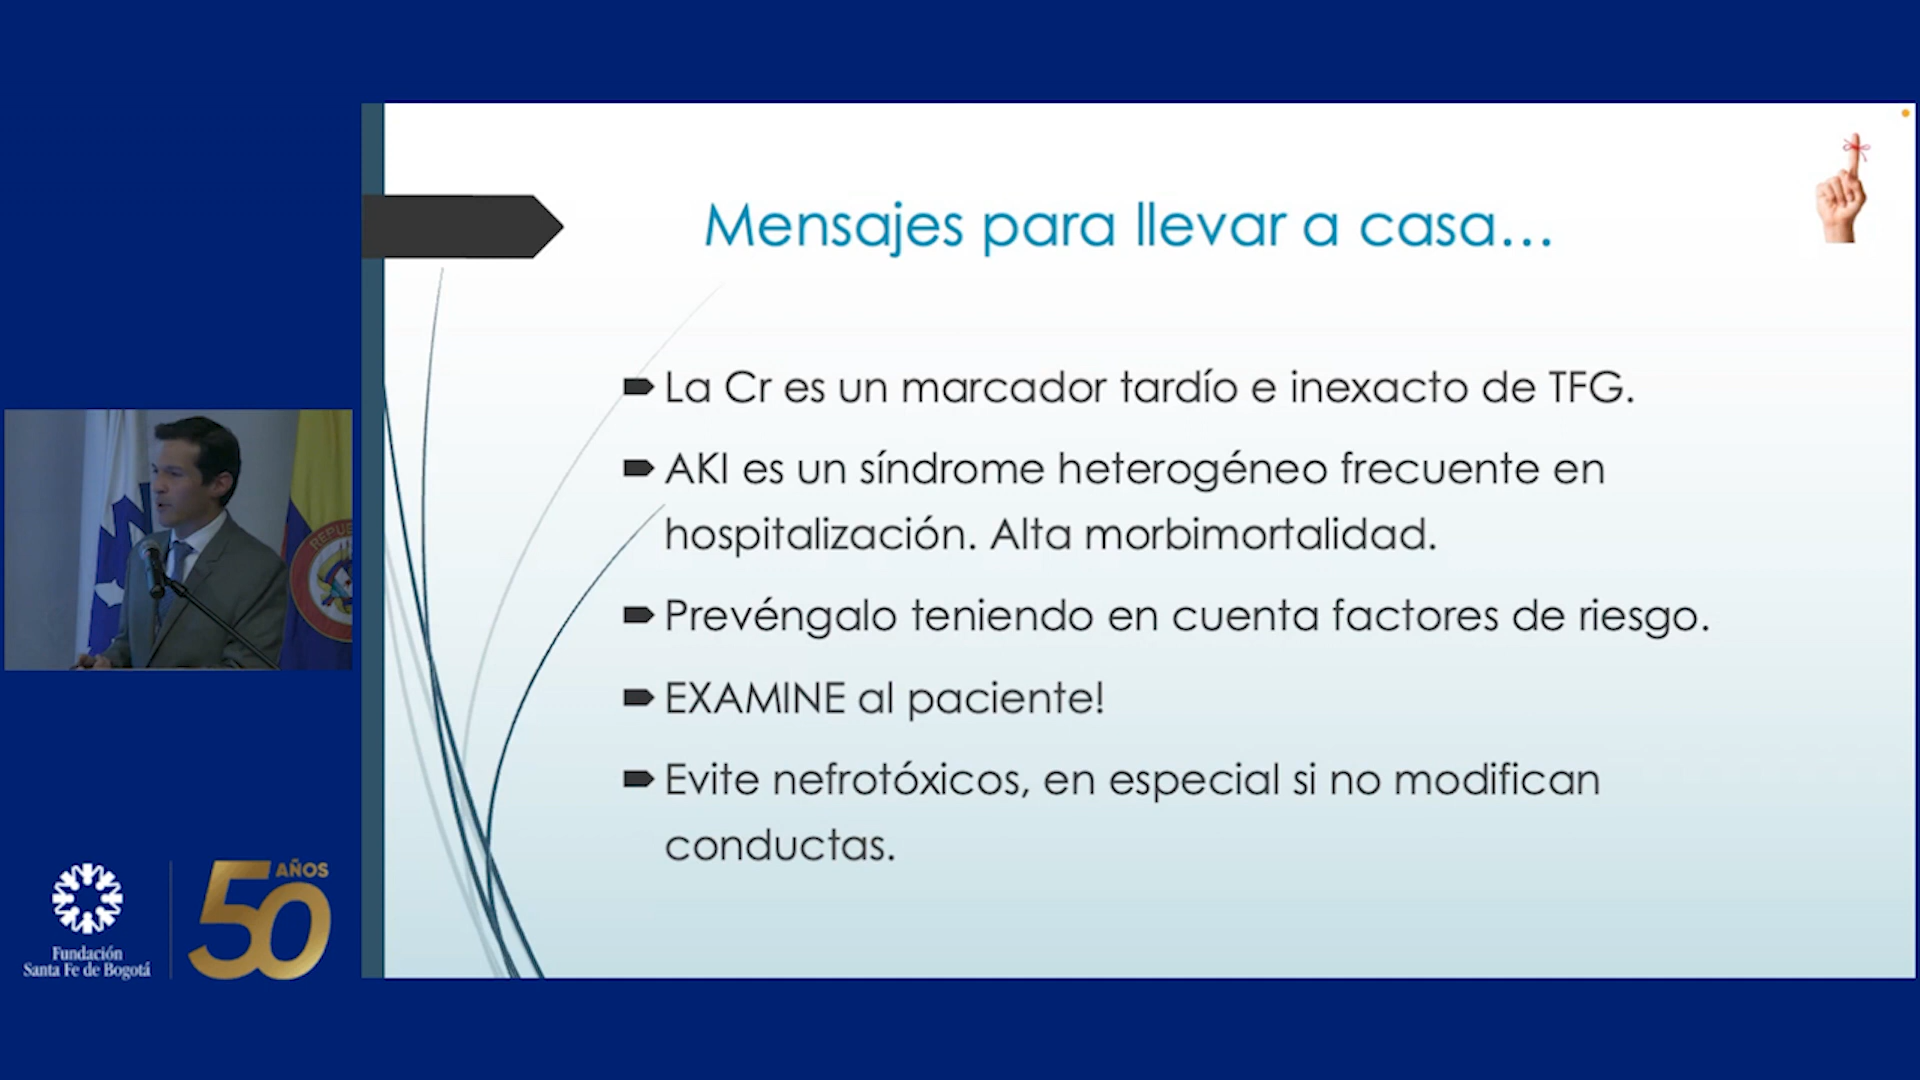 Mensajes para llevar a casa...
La Cr es un marcador tardío e inexacto de TFG.
AKI es un síndrome heterogéneo frecuente en
hospitalización. Alta morbimortalidad.
Prevéngalo teniendo en cuenta factores de riesgo.
EXAMINE al paciente!
Evite nefrotóxicos, en especial si no modifican
conductas.
REPUB
Fundación
Santa Fe de Bogotá
50 AÑOS